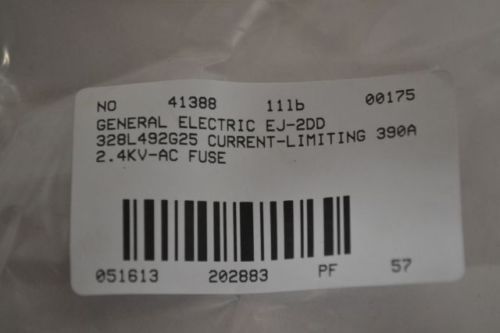 NO 41388 11lb 00175
GENERAL ELECTRIC EJ-2DD
328L492G25 CURRENT-LIMITING 390A
2.4KV-AC FUSE
051613 202883 PF 57